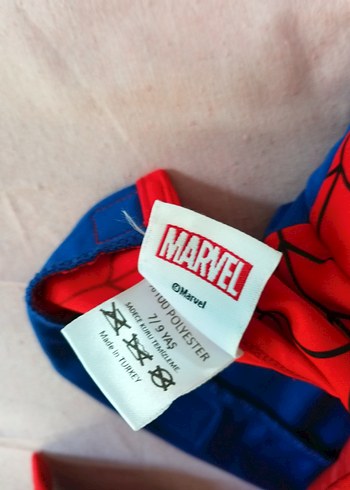 MARVEL
©Marvel
%100 POLYESTER
7/9 YAŞ
SADECE KURU TEMİZLEME
Made in TURKEY